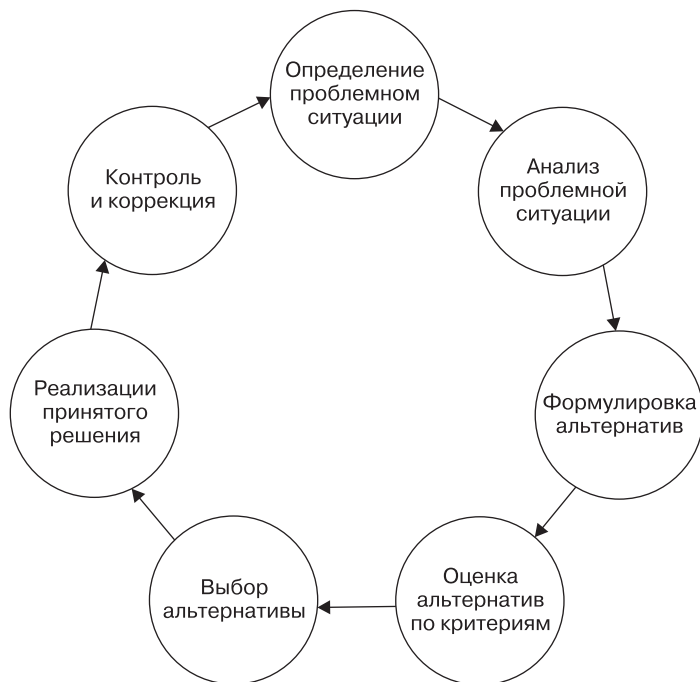 Определение
проблемном
ситуации
Анализ
проблемной
ситуации
Формулировка
альтернатив
Оценка
альтернатив
по критериям
Выбор
альтернативы
Реализации
принятого
решения
Контроль
и коррекция